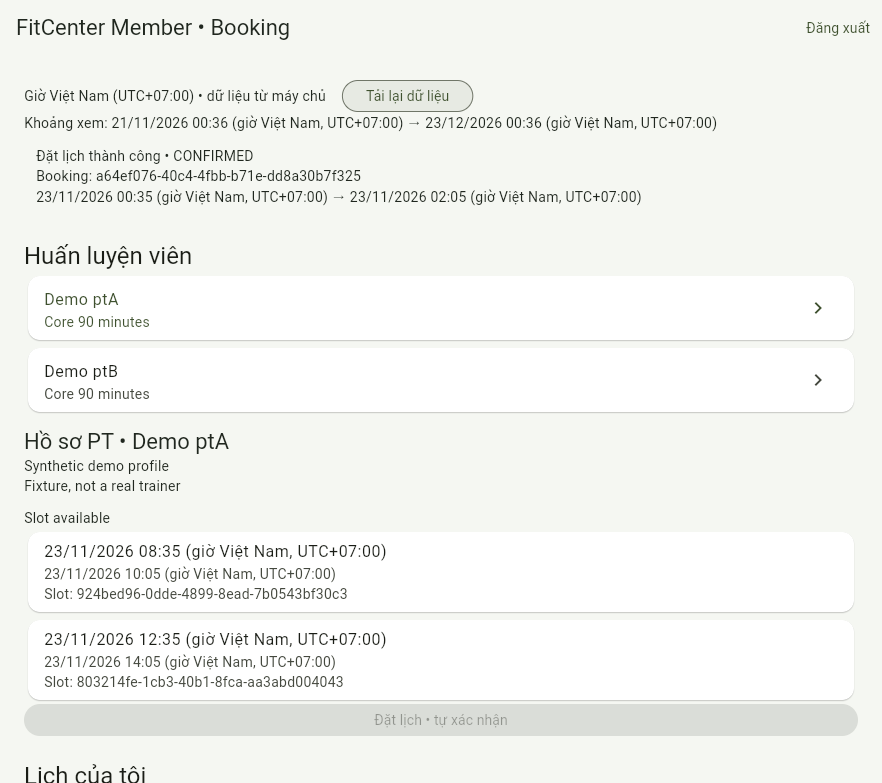 FitCenter Member • Booking
Đăng xuất
Giờ Việt Nam (UTC+07:00) • dữ liệu từ máy chủ
Tải lại dữ liệu
Khoảng xem: 21/11/2026 00:36 (giờ Việt Nam, UTC+07:00) → 23/12/2026 00:36 (giờ Việt Nam, UTC+07:00)
Đặt lịch thành công • CONFIRMED
Booking: a64ef076-40c4-4fbb-b71e-dd8a30b7f325
23/11/2026 00:35 (giờ Việt Nam, UTC+07:00) → 23/11/2026 02:05 (giờ Việt Nam, UTC+07:00)
Huấn luyện viên
Demo ptA
Core 90 minutes
Demo ptB
Core 90 minutes
Hồ sơ PT • Demo ptA
Synthetic demo profile
Fixture, not a real trainer
Slot available
23/11/2026 08:35 (giờ Việt Nam, UTC+07:00)
23/11/2026 10:05 (giờ Việt Nam, UTC+07:00)
Slot: 924bed96-0dde-4899-8ead-7b0543bf30c3
23/11/2026 12:35 (giờ Việt Nam, UTC+07:00)
23/11/2026 14:05 (giờ Việt Nam, UTC+07:00)
Slot: 803214fe-1cb3-40b1-8fca-aa3abd004043
Đặt lịch • tự xác nhận
Lịch của tôi